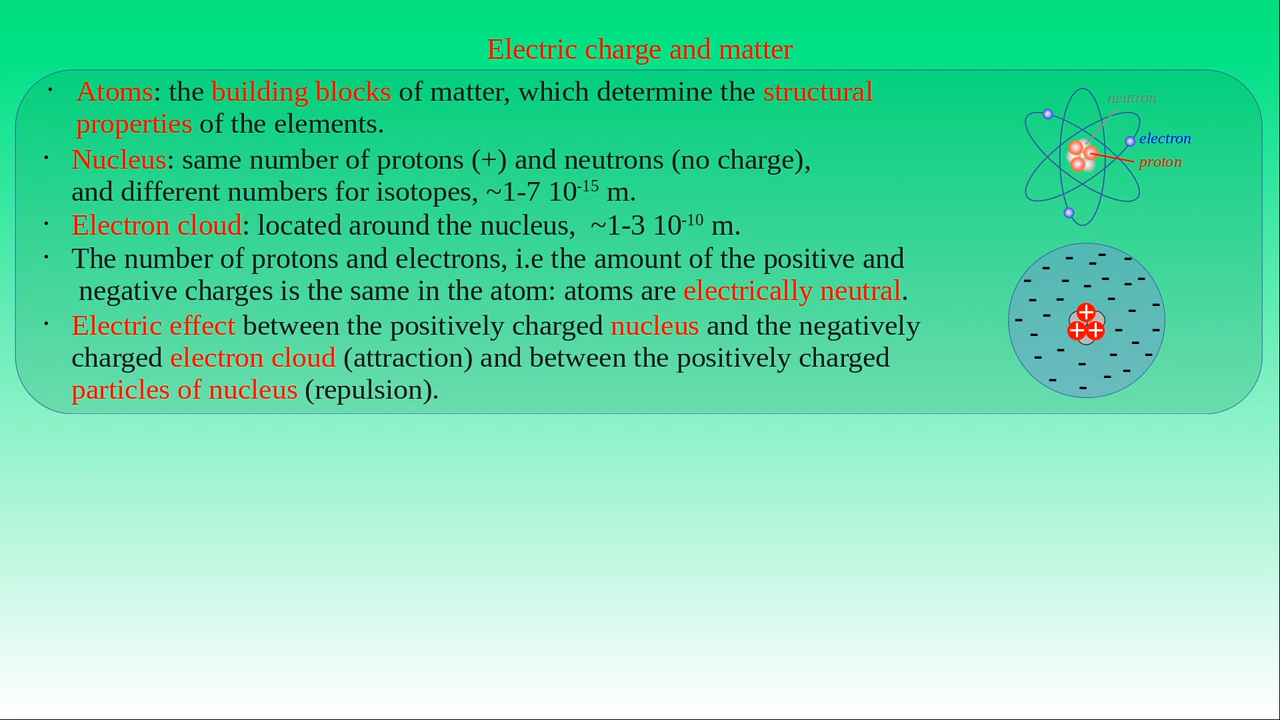 Electric charge and matter
· Atoms: the building blocks of matter, which determine the structural
properties of the elements.
· Nucleus: same number of protons (+) and neutrons (no charge),
and different numbers for isotopes, ~1-7 10⁻¹⁵ m.
· Electron cloud: located around the nucleus, ~1-3 10⁻¹⁰ m.
· The number of protons and electrons, i.e the amount of the positive and
negative charges is the same in the atom: atoms are electrically neutral.
· Electric effect between the positively charged nucleus and the negatively
charged electron cloud (attraction) and between the positively charged
particles of nucleus (repulsion).
neutron
electron
proton